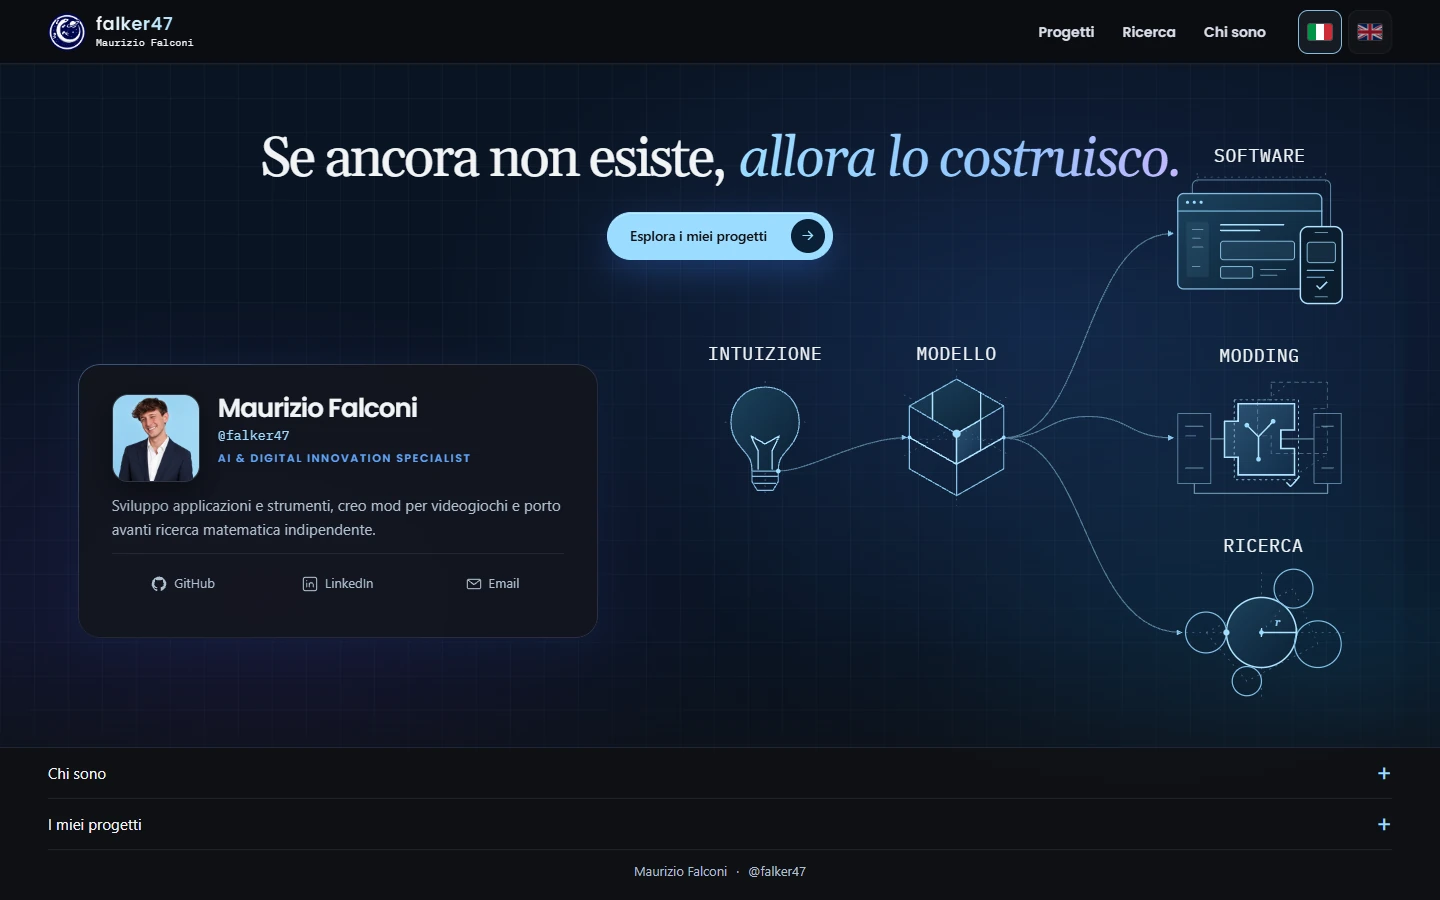 falker47
Maurizio Falconi
Progetti
Ricerca
Chi sono
Se ancora non esiste, allora lo costruisco.
Esplora i miei progetti
SOFTWARE
INTUIZIONE
MODELLO
MODDING
RICERCA
r
Maurizio Falconi
@falker47
AI & DIGITAL INNOVATION SPECIALIST
Sviluppo applicazioni e strumenti, creo mod per videogiochi e porto
avanti ricerca matematica indipendente.
GitHub
LinkedIn
Email
Chi sono
I miei progetti
Maurizio Falconi · @falker47